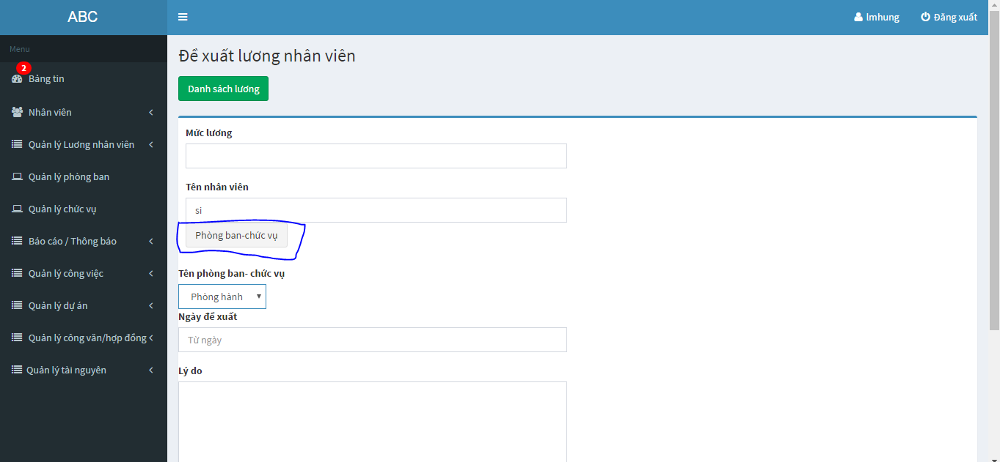 ABC
lmhung
Đăng xuất
Menu
2
Bảng tin
Nhân viên
Quản lý Lương nhân viên
Quản lý phòng ban
Quản lý chức vụ
Báo cáo / Thông báo
Quản lý công việc
Quản lý dự án
Quản lý công văn/hợp đồng
Quản lý tài nguyên
Đề xuất lương nhân viên
Danh sách lương
Mức lương
Tên nhân viên
si
Phòng ban-chức vụ
Tên phòng ban- chức vụ
Phòng hành
Ngày đề xuất
Từ ngày
Lý do